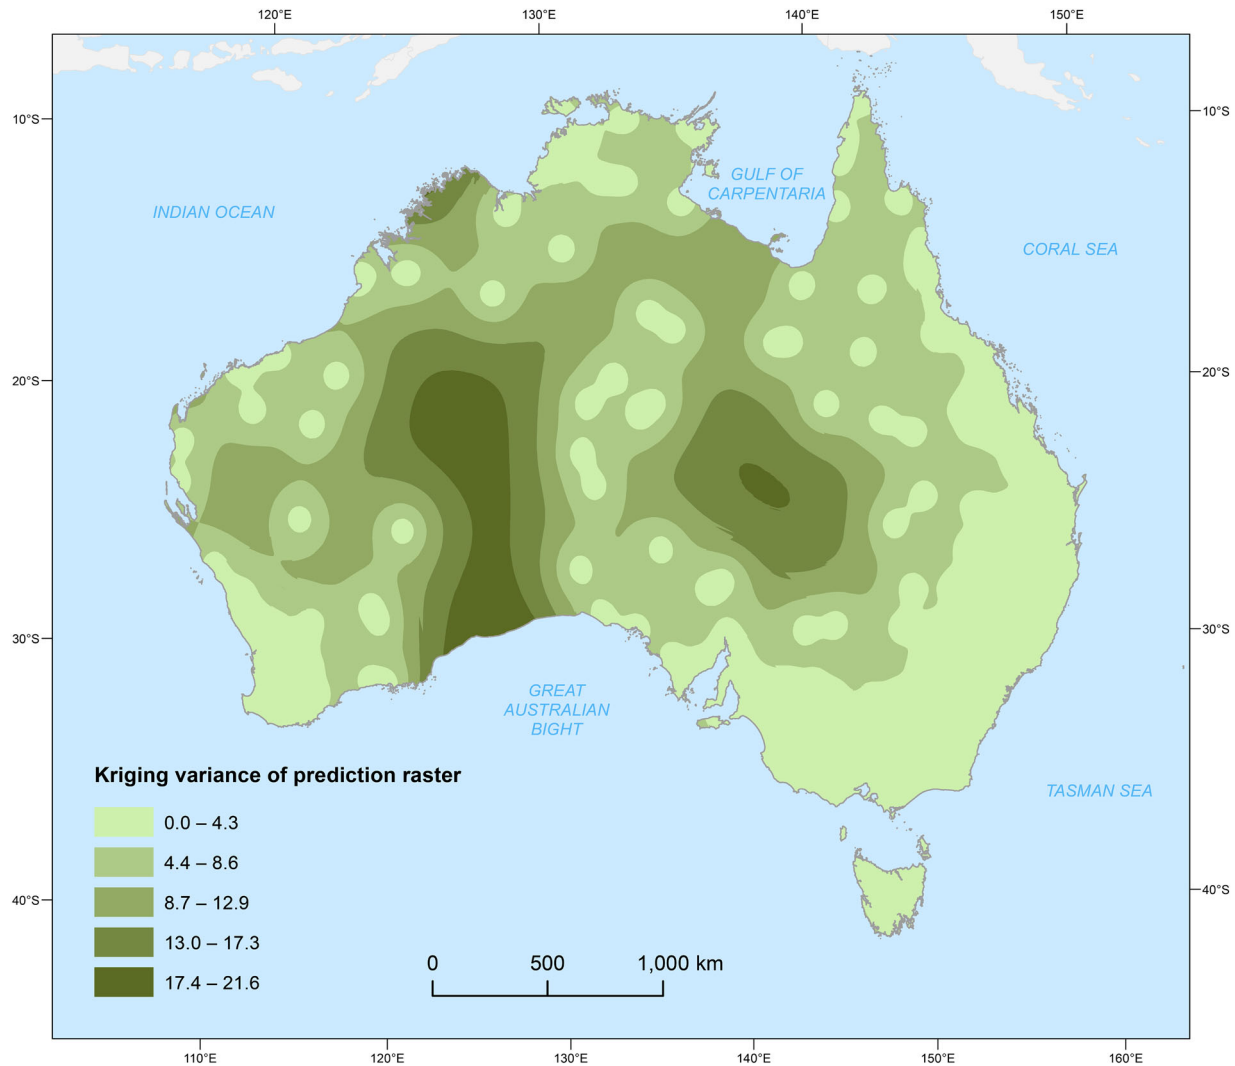 120°E
130°E
140°E
150°E
10°S
10°S
GULF OF
CARPENTARIA
INDIAN OCEAN
CORAL SEA
20°S
20°S
30°S
30°S
GREAT
AUSTRALIAN
BIGHT
Kriging variance of prediction raster
TASMAN SEA
0.0 – 4.3
4.4 – 8.6
8.7 – 12.9
13.0 – 17.3
17.4 – 21.6
40°S
40°S
0 500 1,000 km
110°E
120°E
130°E
140°E
150°E
160°E